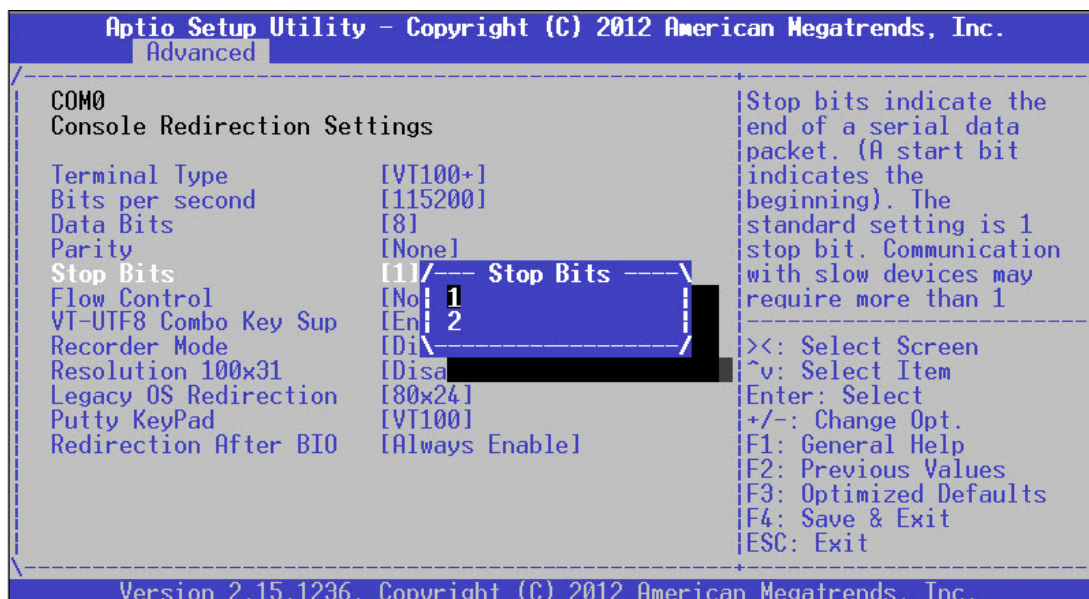 Aptio Setup Utility - Copyright (C) 2012 American Megatrends, Inc.
Advanced
COM0
Console Redirection Settings
Terminal Type [VT100+]
Bits per second [115200]
Data Bits [8]
Parity [None]
Stop Bits [1]
Flow Control [No
VT-UTF8 Combo Key Sup [En
Recorder Mode [Di
Resolution 100x31 [Disa
Legacy OS Redirection [80x24]
Putty KeyPad [VT100]
Redirection After BIO [Always Enable]
Stop Bits
1
2
Stop bits indicate the
end of a serial data
packet. (A start bit
indicates the
beginning). The
standard setting is 1
stop bit. Communication
with slow devices may
require more than 1
><: Select Screen
^v: Select Item
Enter: Select
+/-: Change Opt.
F1: General Help
F2: Previous Values
F3: Optimized Defaults
F4: Save & Exit
ESC: Exit
Version 2.15.1236. Copyright (C) 2012 American Megatrends, Inc.